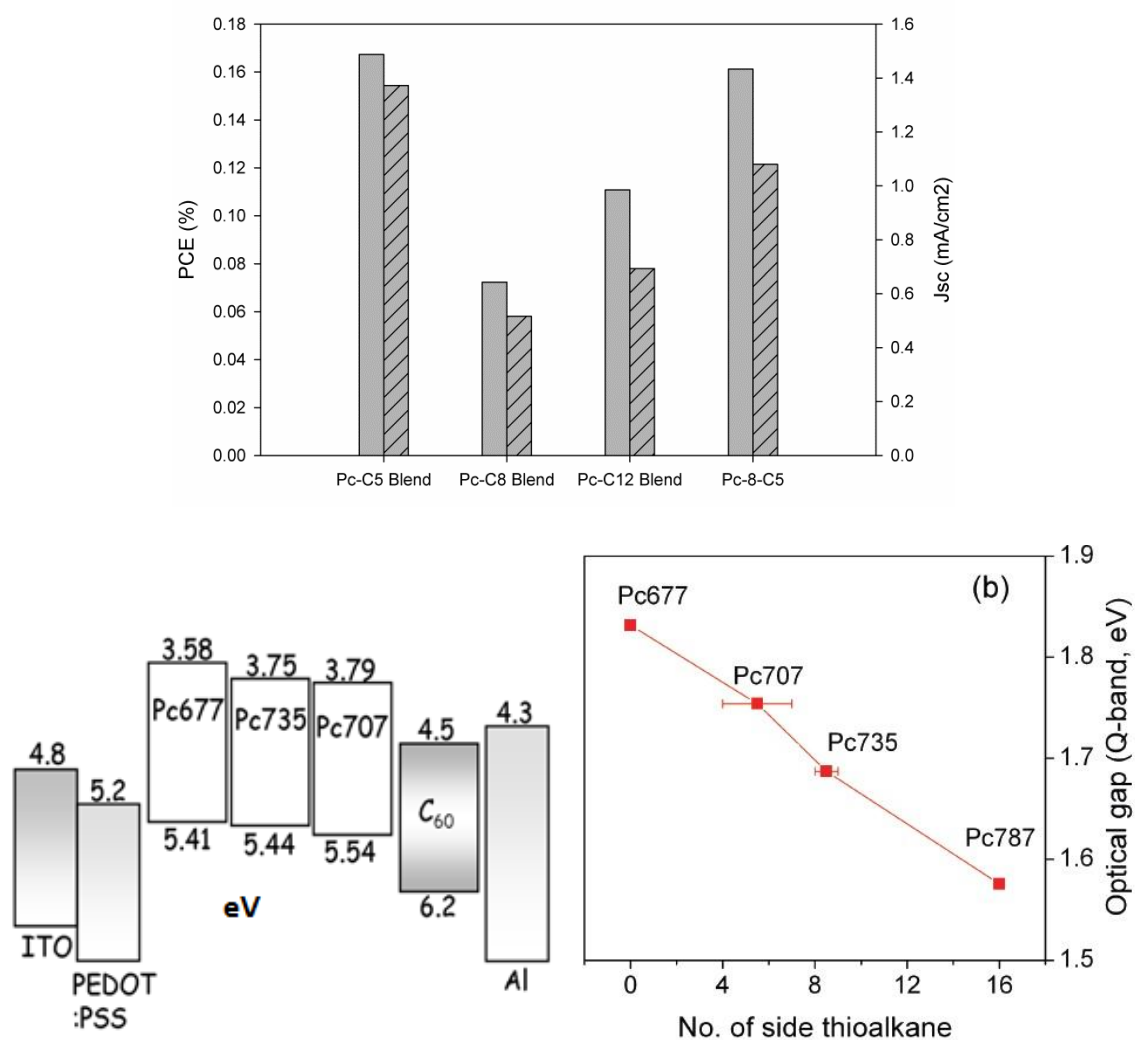 0.18
0.16
0.14
0.12
0.10
0.08
0.06
0.04
0.02
0.00
PCE (%)
1.6
1.4
1.2
1.0
0.8
0.6
0.4
0.2
0.0
Jsc (mA/cm2)
Pc-C5 Blend Pc-C8 Blend Pc-C12 Blend Pc-8-C5
3.58 3.75 3.79
Pc677 Pc735 Pc707
4.8 5.2 4.5 4.3
C60
5.41 5.44 5.54
6.2
eV
ITO
PEDOT
:PSS
Al
(b)
Pc677
Pc707
Pc735
Pc787
1.9
1.8
1.7
1.6
1.5
Optical gap (Q-band, eV)
0 4 8 12 16
No. of side thioalkane